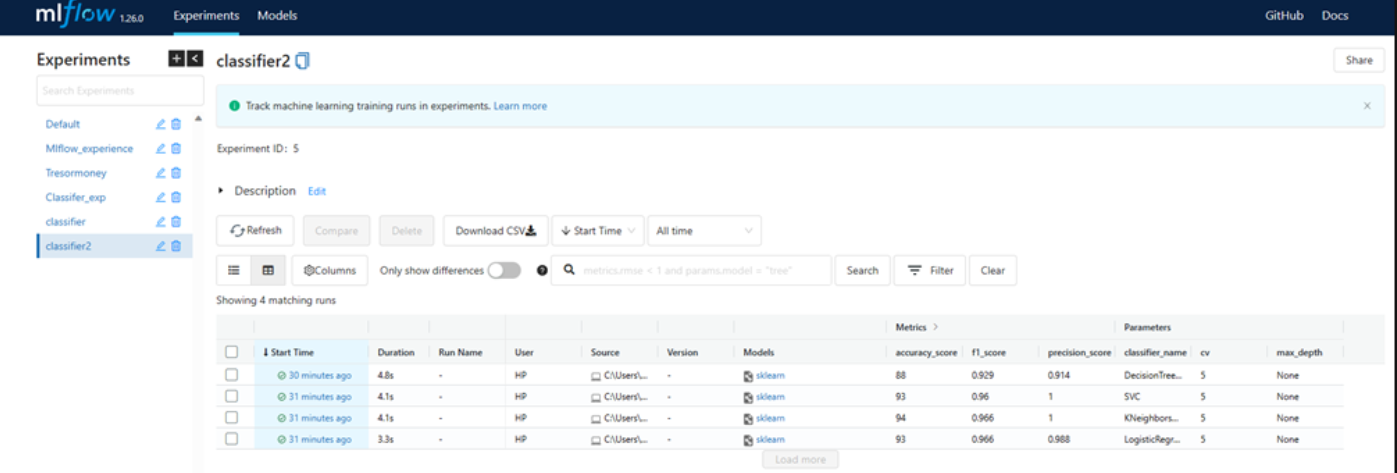 mlflow 1.26.0 Experiments Models GitHub Docs
Experiments + < classifier2 Share
Search Experiments
Track machine learning training runs in experiments. Learn more
Default
Mlflow_experience
Experiment ID: 5
Tresormoney
Description Edit
Classifer_exp
classifier
Refresh Compare Delete Download CSV Start Time All time
classifier2
Columns Only show differences metrics.rmse < 1 and params.model = "tree" Search Filter Clear
Showing 4 matching runs
Metrics > Parameters
Start Time Duration Run Name User Source Version Models accuracy_score f1_score precision_score classifier_name cv max_depth
30 minutes ago 4.8s - HP C:\Users\... - sklearn 88 0.929 0.914 DecisionTree... 5 None
31 minutes ago 4.1s - HP C:\Users\... - sklearn 93 0.96 1 SVC 5 None
31 minutes ago 4.1s - HP C:\Users\... - sklearn 94 0.966 1 KNeighbors... 5 None
31 minutes ago 3.3s - HP C:\Users\... - sklearn 93 0.966 0.988 LogisticRegr... 5 None
Load more